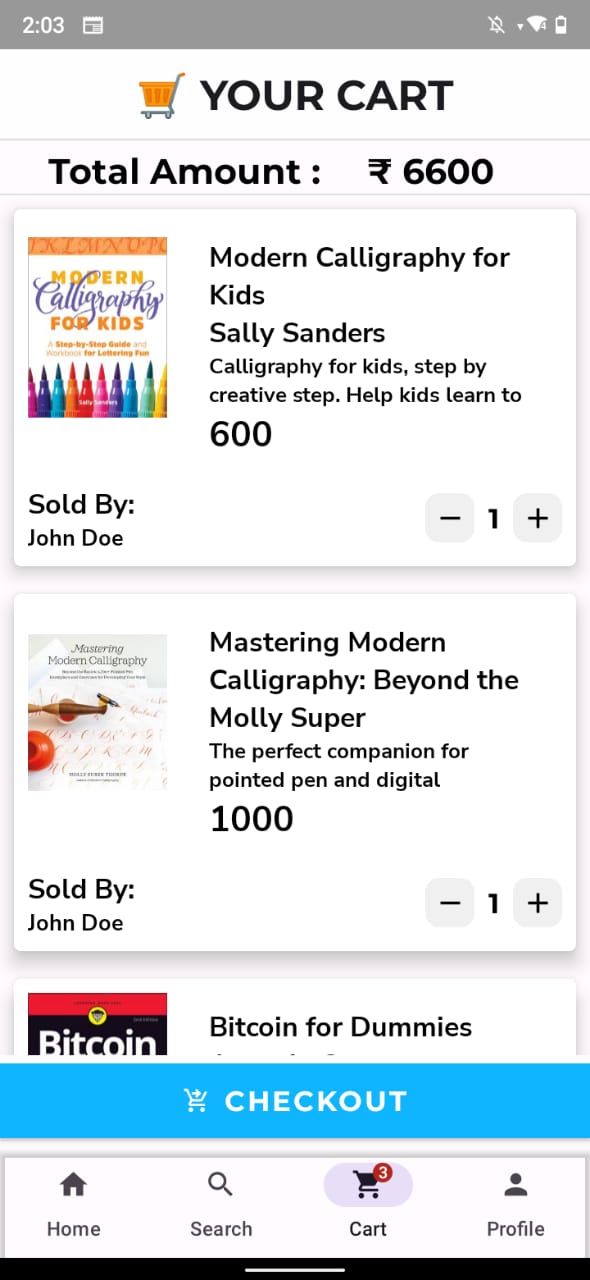 2:03
YOUR CART
Total Amount : ₹ 6600
MODERN
Calligraphy
FOR KIDS
A Step-by-Step Guide and
Workbook for Lettering Fun
Sally Sanders
Modern Calligraphy for
Kids
Sally Sanders
Calligraphy for kids, step by
creative step. Help kids learn to
600
Sold By:
John Doe
1
Mastering
Modern Calligraphy
MOLLY SUBER THORPE
Mastering Modern
Calligraphy: Beyond the
Molly Super
The perfect companion for
pointed pen and digital
1000
Sold By:
John Doe
1
Bitcoin
Bitcoin for Dummies
CHECKOUT
3
Home
Search
Cart
Profile